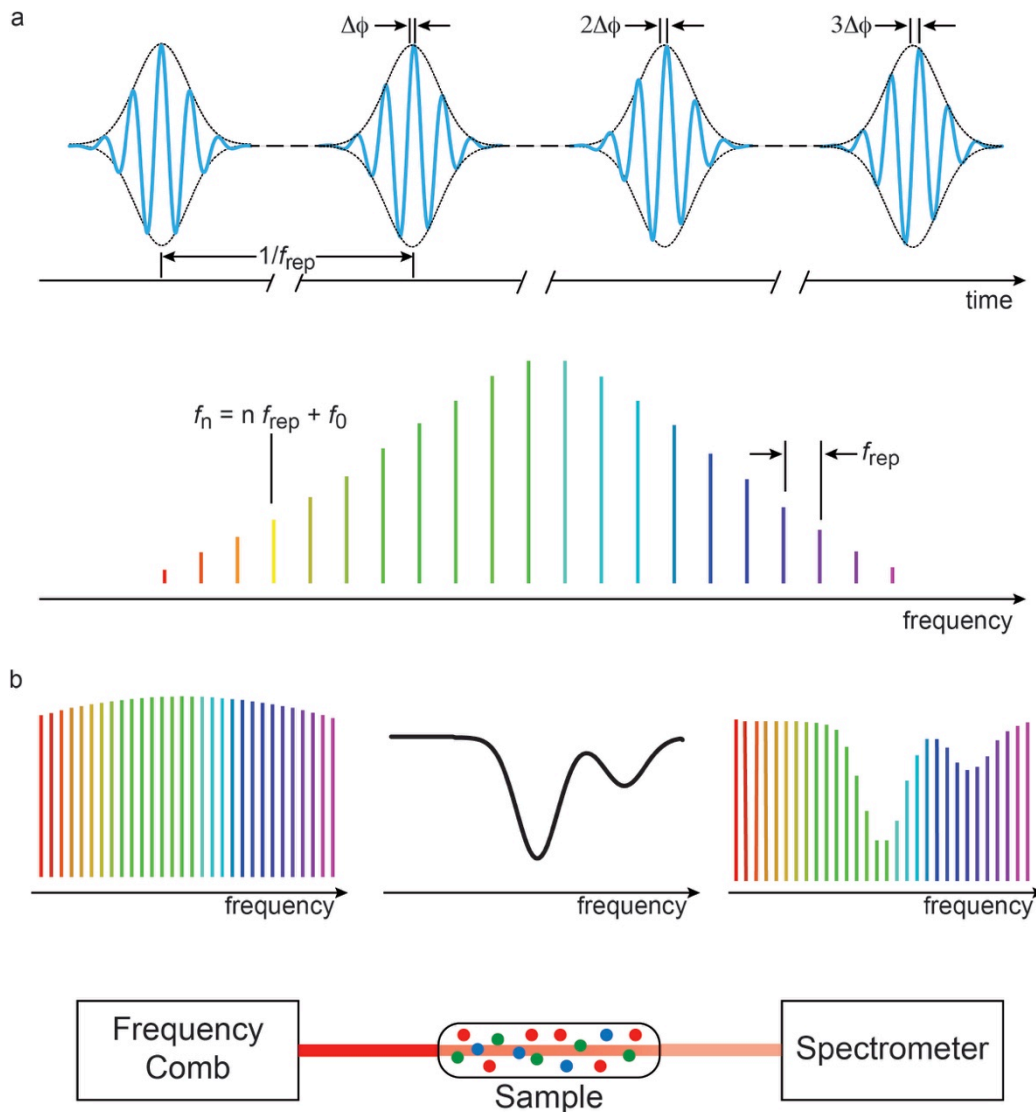 a
Δϕ
2Δϕ
3Δϕ
1/frep
time
fn = n frep + f0
frep
frequency
b
frequency
frequency
frequency
Frequency
Comb
Sample
Spectrometer